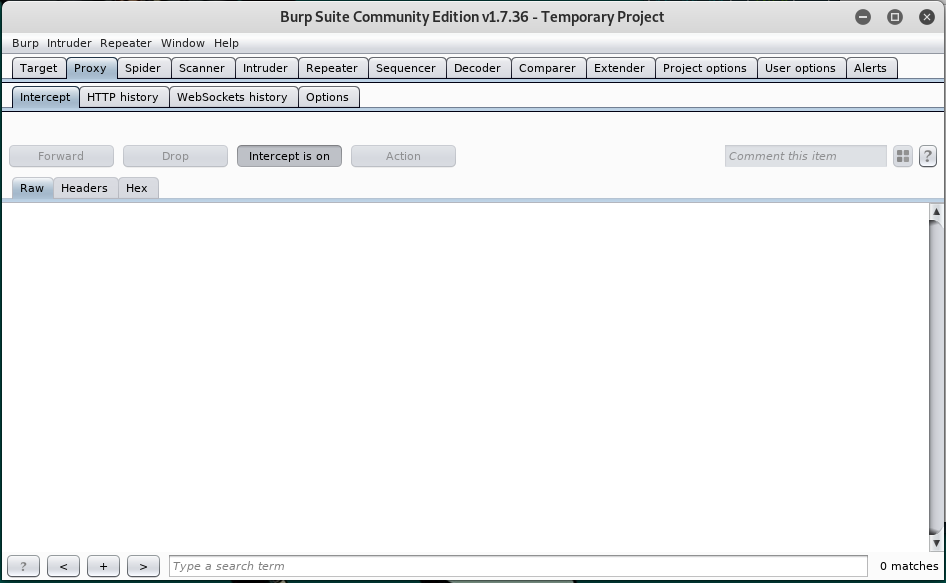 Burp Suite Community Edition v1.7.36 - Temporary Project
Burp Intruder Repeater Window Help
Target Proxy Spider Scanner Intruder Repeater Sequencer Decoder Comparer Extender Project options User options Alerts
Intercept HTTP history WebSockets history Options
Forward Drop Intercept is on Action Comment this item ?
Raw Headers Hex
? < + > Type a search term 0 matches